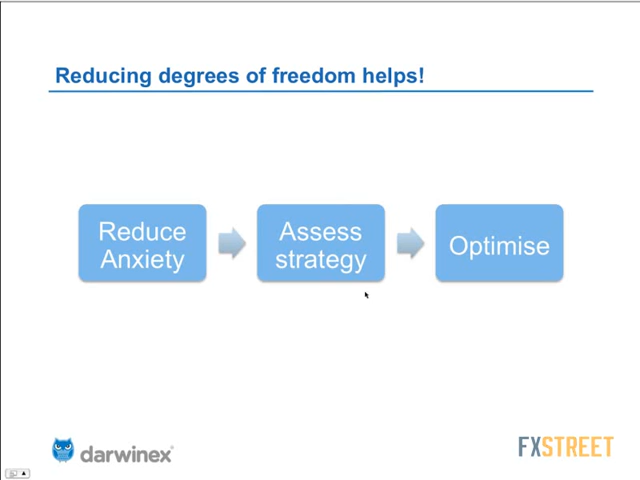 Reducing degrees of freedom helps!
Reduce
Anxiety
Assess
strategy
Optimise
darwinex®
FXSTREET